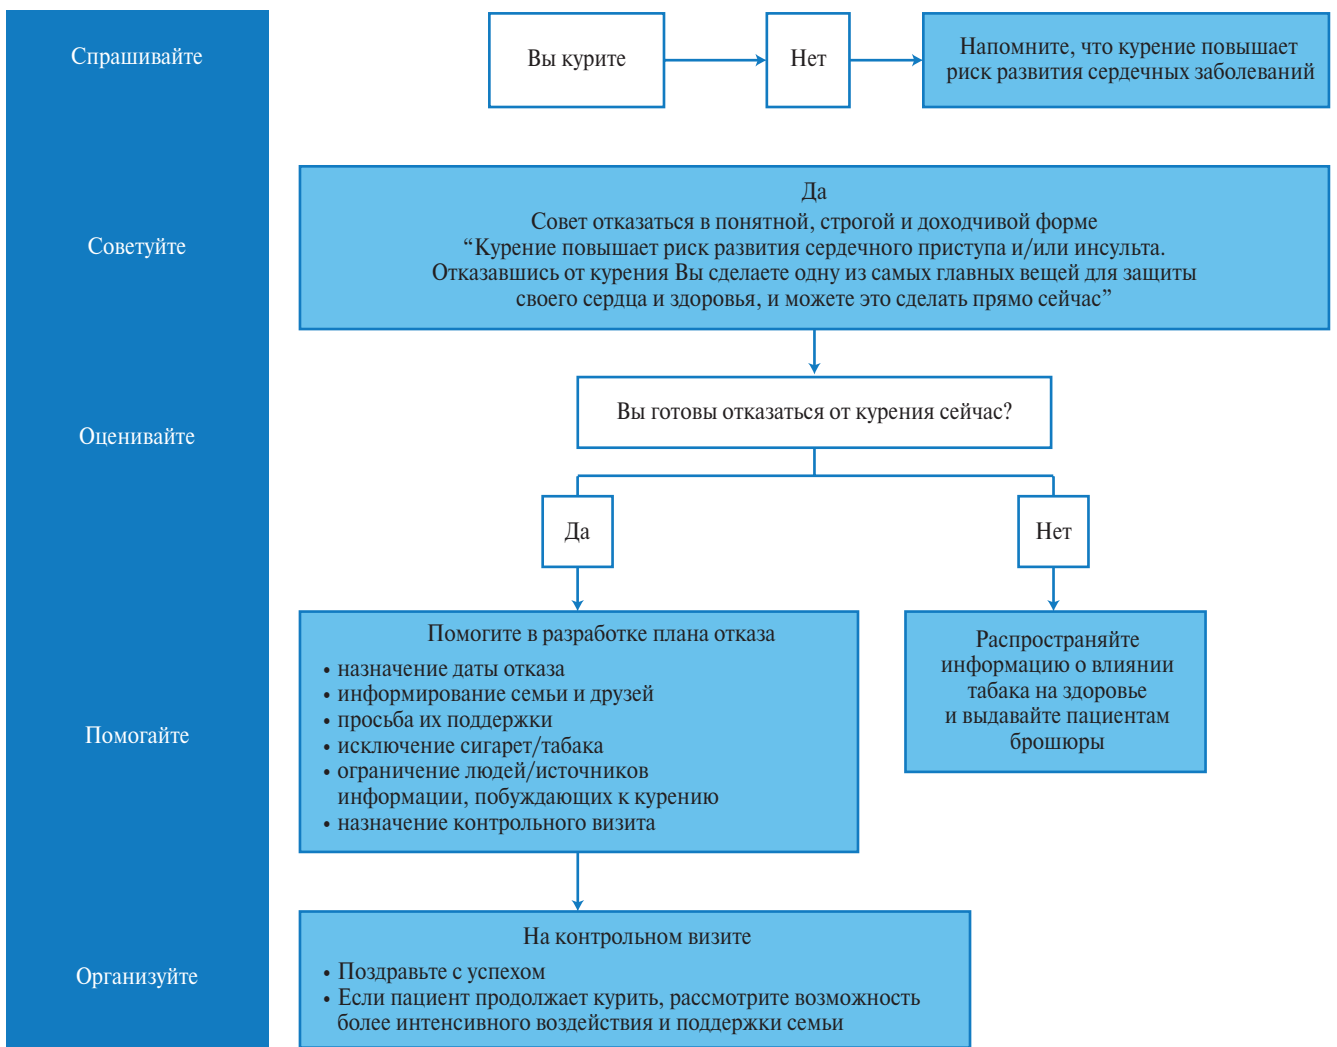 Спрашивайте
Вы курите
Нет
Напомните, что курение повышает
риск развития сердечных заболеваний
Советуйте
Да
Совет отказаться в понятной, строгой и доходчивой форме
“Курение повышает риск развития сердечного приступа и/или инсульта.
Отказавшись от курения Вы сделаете одну из самых главных вещей для защиты
своего сердца и здоровья, и можете это сделать прямо сейчас”
Оценивайте
Вы готовы отказаться от курения сейчас?
Да
Нет
Помогайте
Помогите в разработке плана отказа
• назначение даты отказа
• информирование семьи и друзей
• просьба их поддержки
• исключение сигарет/табака
• ограничение людей/источников
информации, побуждающих к курению
• назначение контрольного визита
Распространяйте
информацию о влиянии
табака на здоровье
и выдавайте пациентам
брошюры
Организуйте
На контрольном визите
• Поздравьте с успехом
• Если пациент продолжает курить, рассмотрите возможность
более интенсивного воздействия и поддержки семьи